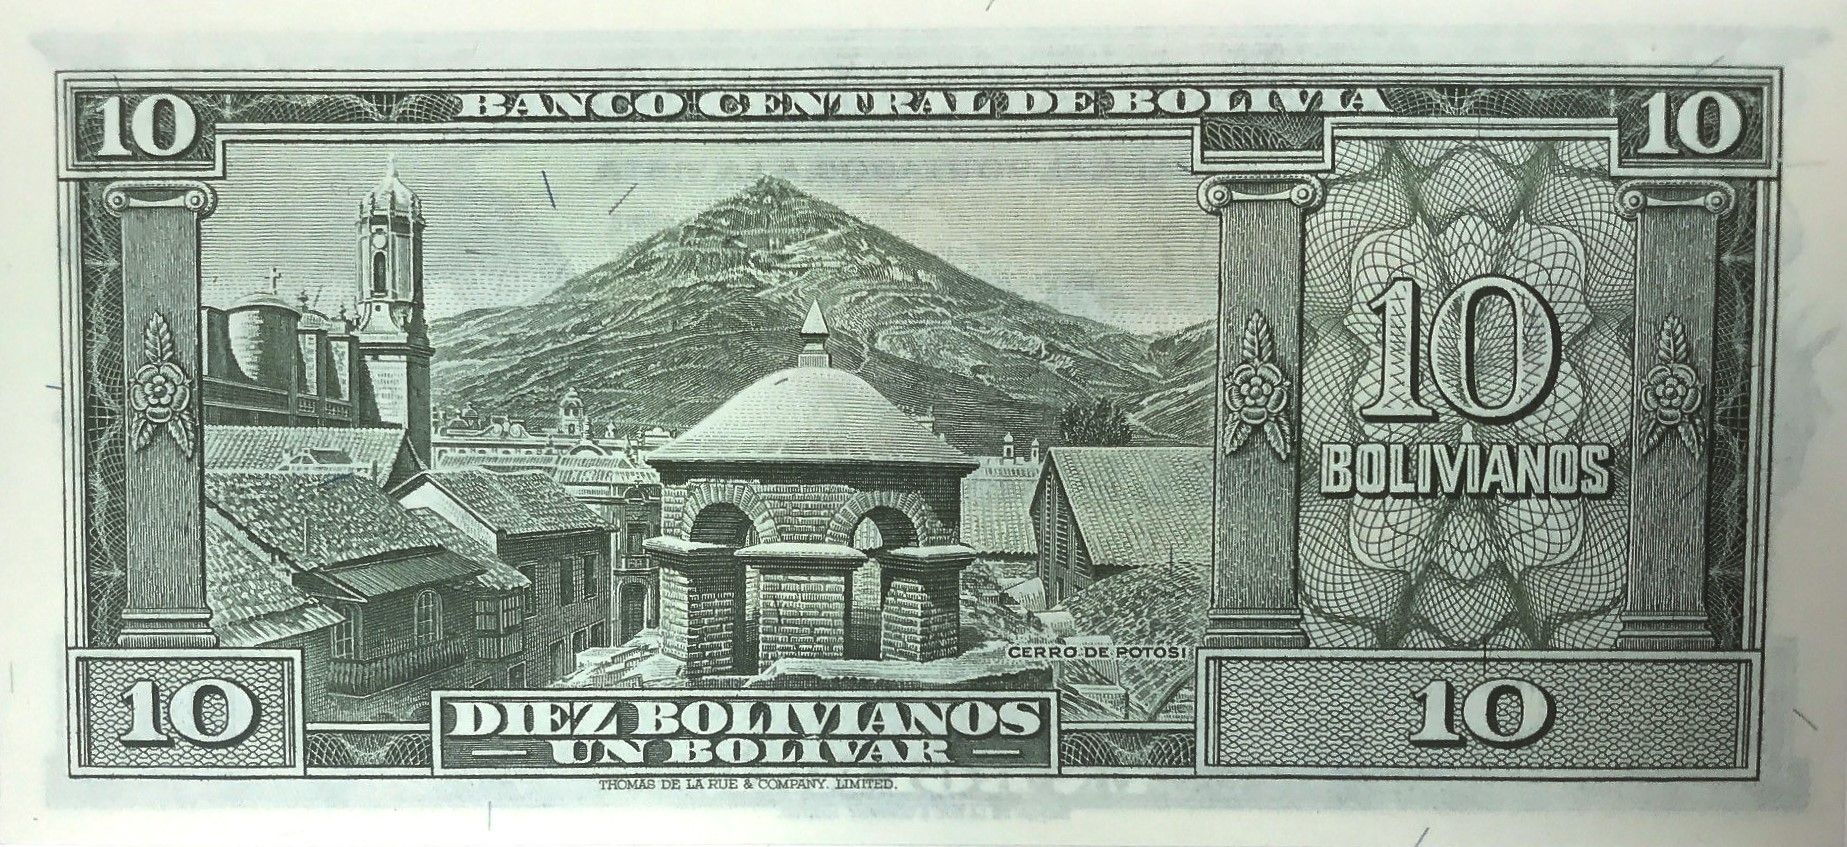 10 BANCO CENTRAL DE BOLIVIA 10
10
BOLIVIANOS
CERRO DE POTOSI
10 DIEZ BOLIVIANOS 10
— UN BOLIVAR —
THOMAS DE LA RUE & COMPANY, LIMITED.